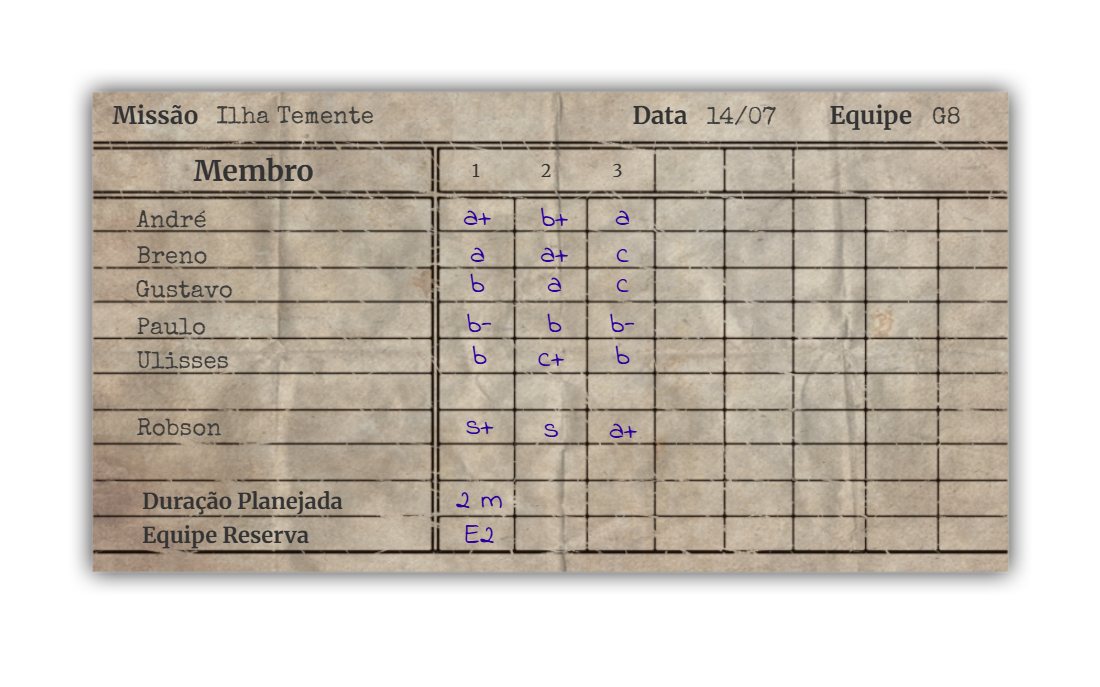 Missão Ilha Temente Data 14/07 Equipe G8
Membro 1 2 3
André a+ b+ a
Breno a a+ c
Gustavo b a c
Paulo b- b b-
Ulisses b c+ b
Robson s+ s a+
Duração Planejada 2 m
Equipe Reserva E2